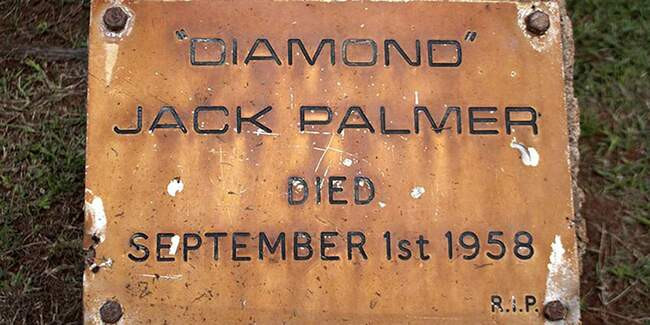 "DIAMOND"
JACK PALMER
DIED
SEPTEMBER 1st 1958
R.I.P.